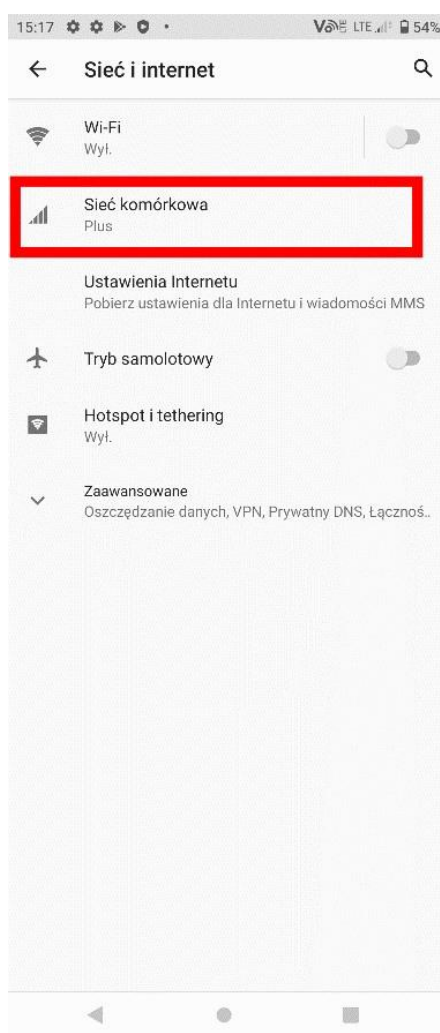 15:17 LTE 54%
Sieć i internet
Wi-Fi
Wył.
Sieć komórkowa
Plus
Ustawienia Internetu
Pobierz ustawienia dla Internetu i wiadomości MMS
Tryb samolotowy
Hotspot i tethering
Wył.
Zaawansowane
Oszczędzanie danych, VPN, Prywatny DNS, Łącznoś..